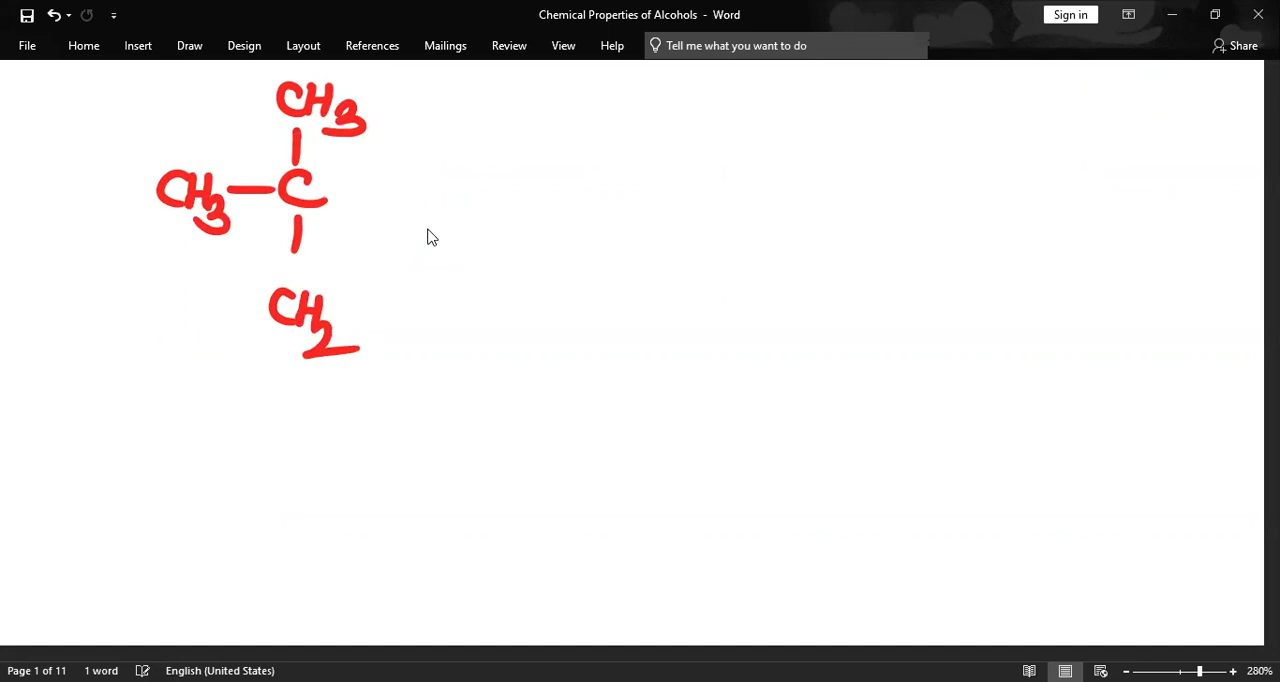 Chemical Properties of Alcohols - Word
Sign in
File Home Insert Draw Design Layout References Mailings Review View Help Tell me what you want to do Share
CH3
CH3—C
CH2
Page 1 of 11 1 word English (United States) 280%